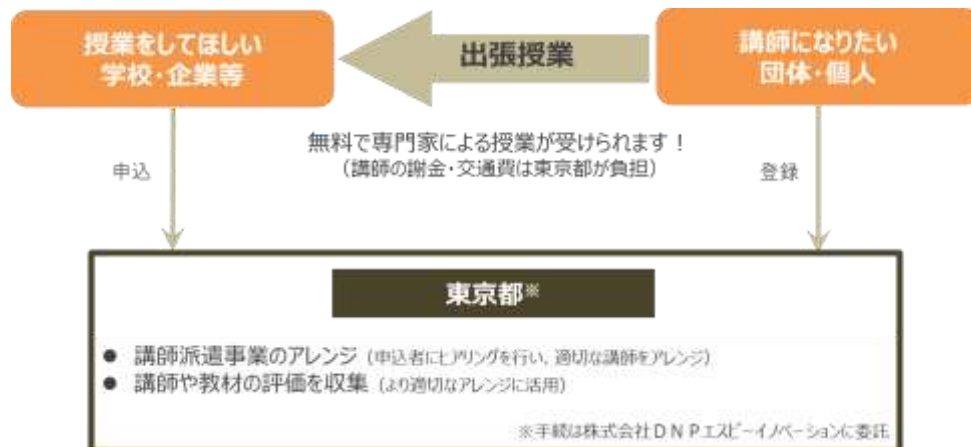 授業をしてほしい
学校・企業等
出張授業
講師になりたい
団体・個人
無料で専門家による授業が受けられます！
（講師の謝金・交通費は東京都が負担）
申込
登録
東京都※
● 講師派遣事業のアレンジ（申込者にヒアリングを行い、適切な講師をアレンジ）
● 講師や教材の評価を収集（より適切なアレンジに活用）
※手続は株式会社ＤＮＰエスピーイノベーションに委託